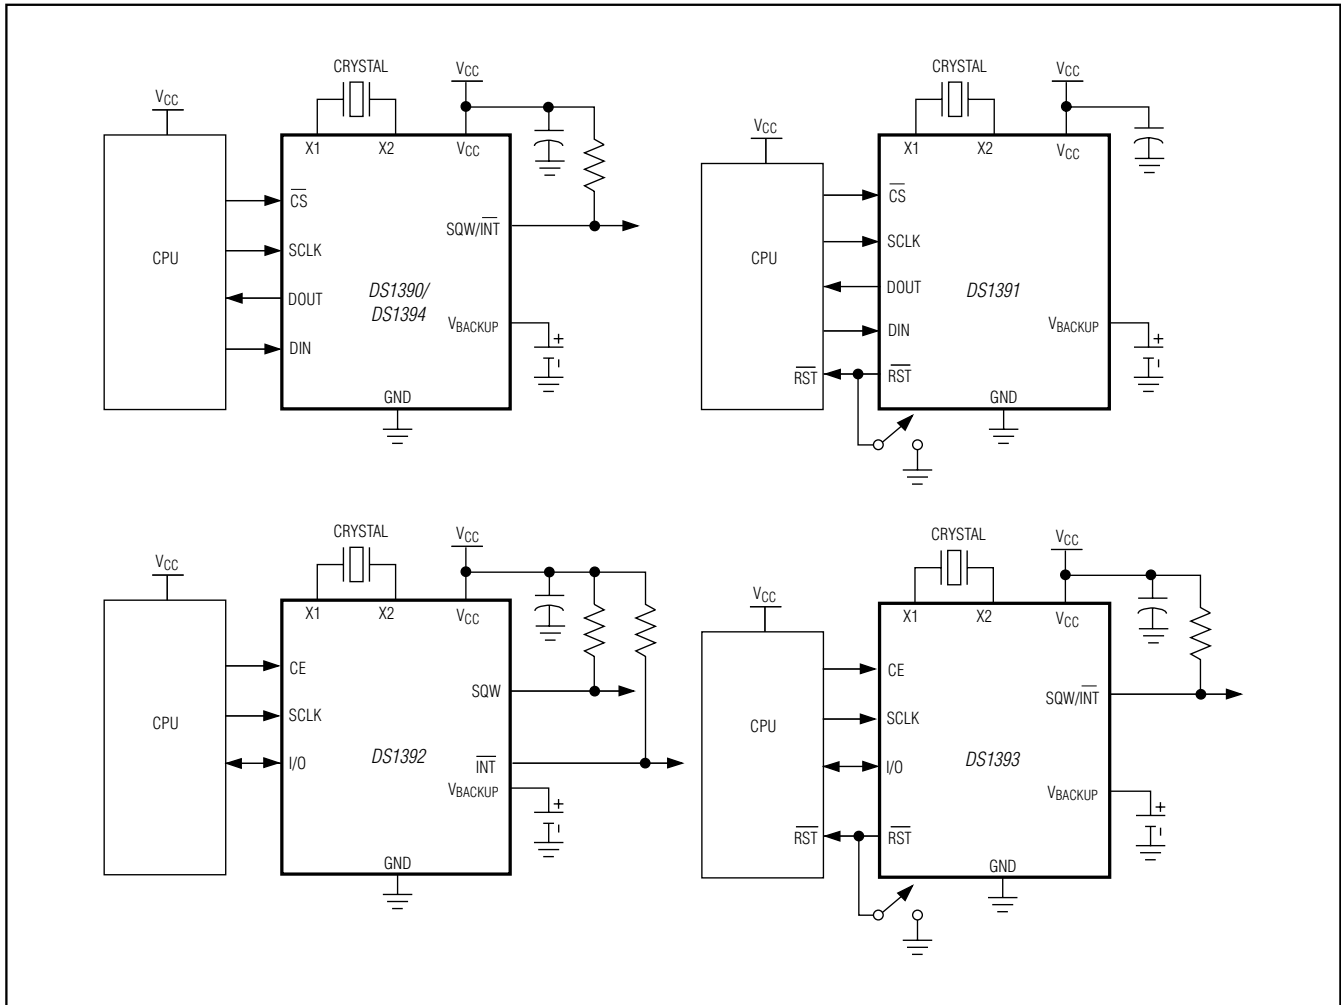 CRYSTAL
VCC
VCC
X1 X2 VCC
CS
SQW/INT
CPU
SCLK
DOUT
DS1390/
DS1394
VBACKUP
+
–
DIN
GND
CRYSTAL
VCC
VCC
X1 X2 VCC
CS
SCLK
CPU
DOUT
DS1391
VBACKUP
+
–
DIN
RST RST
GND
CRYSTAL
VCC
VCC
X1 X2 VCC
CE
SQW
CPU
SCLK
DS1392
I/O
INT
VBACKUP
+
–
GND
CRYSTAL
VCC
VCC
X1 X2 VCC
CE
SQW/INT
SCLK
CPU
DS1393
I/O
VBACKUP
+
–
RST RST
GND